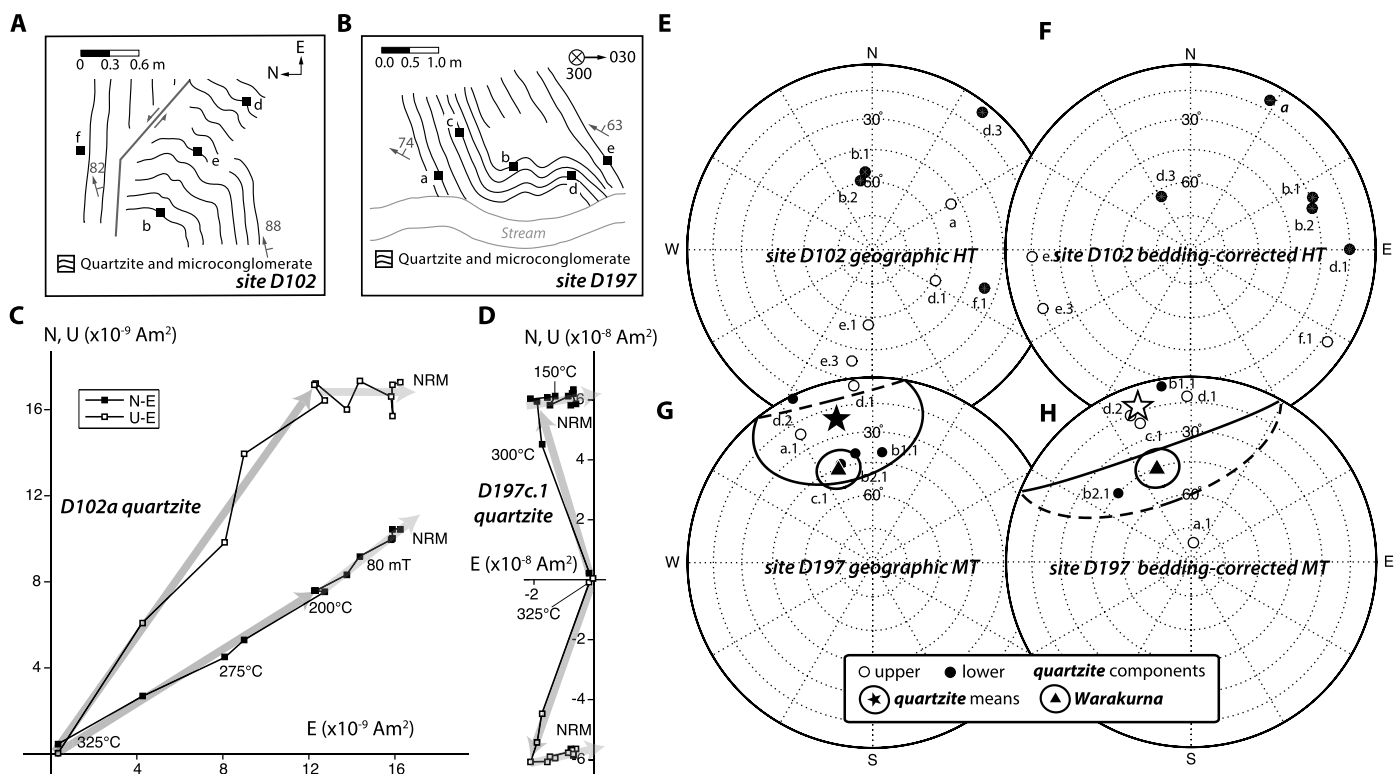 A
0 0.3 0.6 m
E
N
d
f
e
82
b
88
Quartzite and microconglomerate
site D102
B
0.0 0.5 1.0 m
030
300
c
63
74
b
e
a
d
Stream
Quartzite and microconglomerate
site D197
C
N, U (x10⁻⁹ Am²)
N-E
U-E
NRM
16
12
D102a quartzite
NRM
80 mT
8
200°C
275°C
4
325°C
E (x10⁻⁹ Am²)
4 8 12 16
D
N, U (x10⁻⁸ Am²)
150°C
6
NRM
300°C
4
D197c.1
quartzite
2
E (x10⁻⁸ Am²)
-2
325°C
-2
-4
NRM
-6
E
N
d.3
30°
b.1
60°
b.2
a
W
site D102 geographic HT
d.1
f.1
e.1
e.3
d.1
F
N
a
30°
d.3
60°
b.1
b.2
E
e.1
site D102 bedding-corrected HT
d.1
e.3
f.1
G
d.2
30°
a.1
b1.1
b2.1
c.1
60°
W
site D197 geographic MT
S
H
b1.1
d.1
d.2
30°
c.1
b2.1
60°
a.1
E
site D197 bedding-corrected MT
S
upper lower quartzite components
quartzite means Warakurna